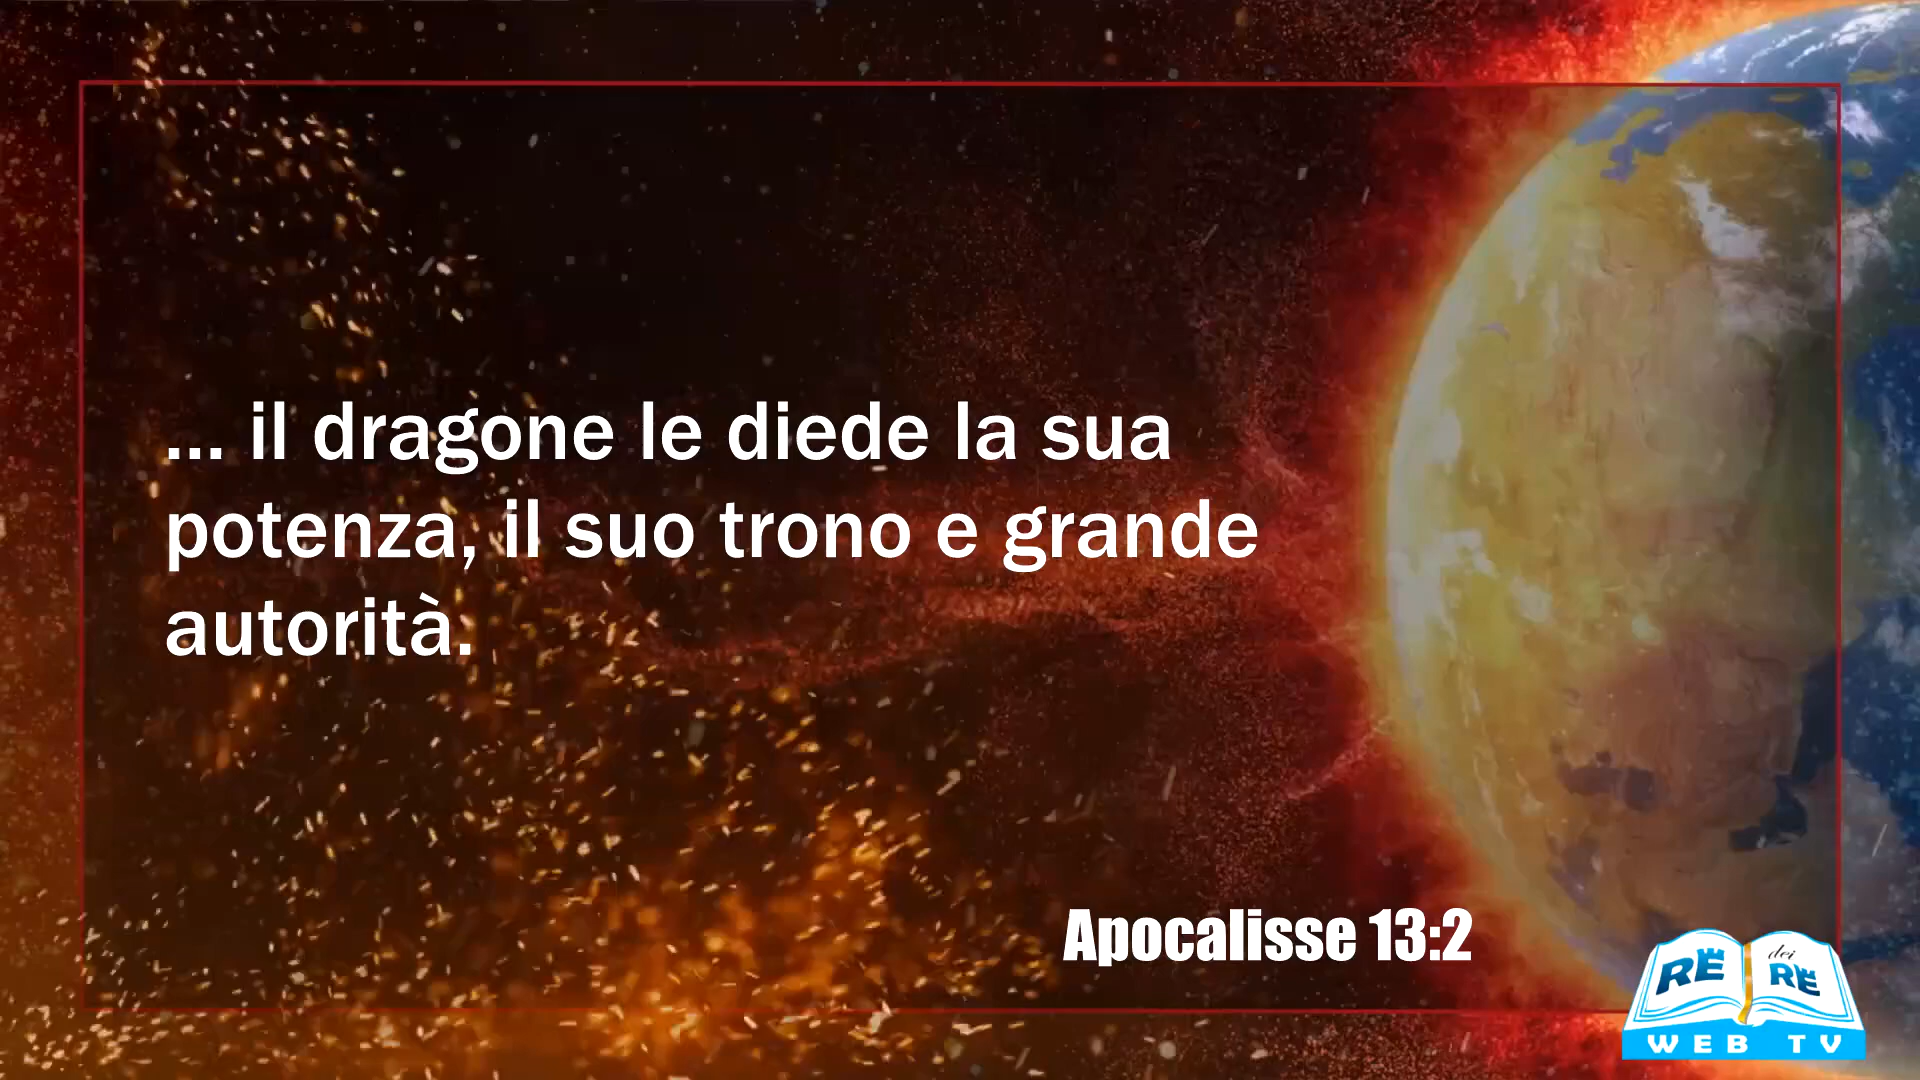 ... il dragone le diede la sua
potenza, il suo trono e grande
autorità.
Apocalisse 13:2
RE dei RE
WEB TV